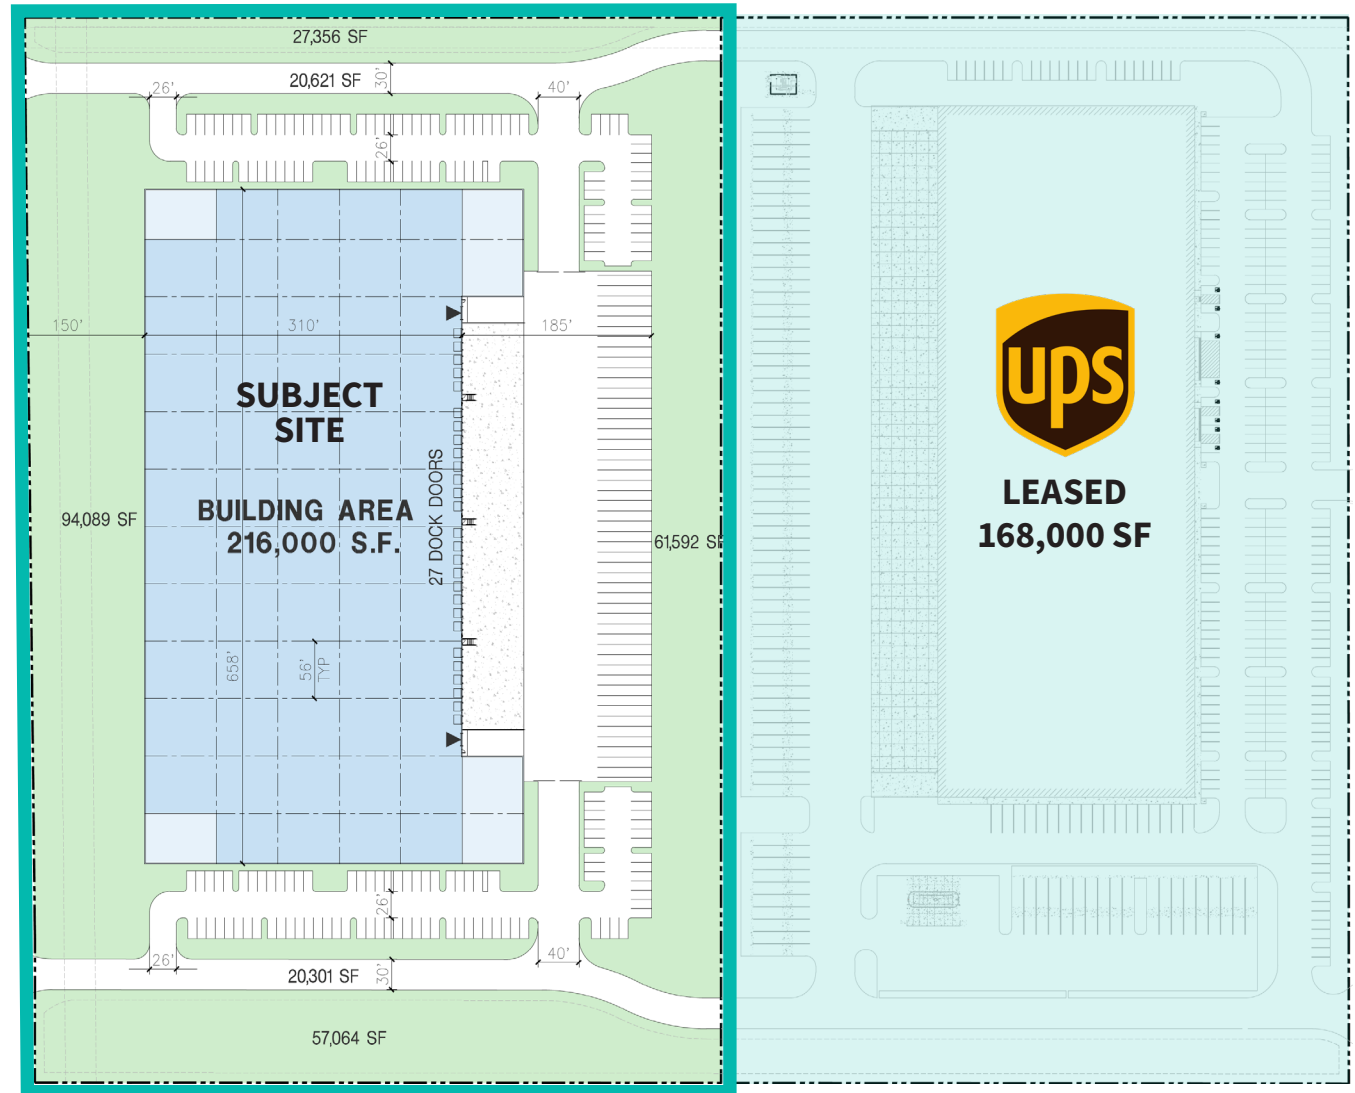 27,356 SF
20,621 SF
30'
26'
40'
26'
150'
310'
185'
SUBJECT
SITE
BUILDING AREA
216,000 S.F.
27 DOCK DOORS
94,089 SF
61,592 SF
658'
56'
TYP
26'
26'
40'
20,301 SF
30'
57,064 SF
ups
LEASED
168,000 SF